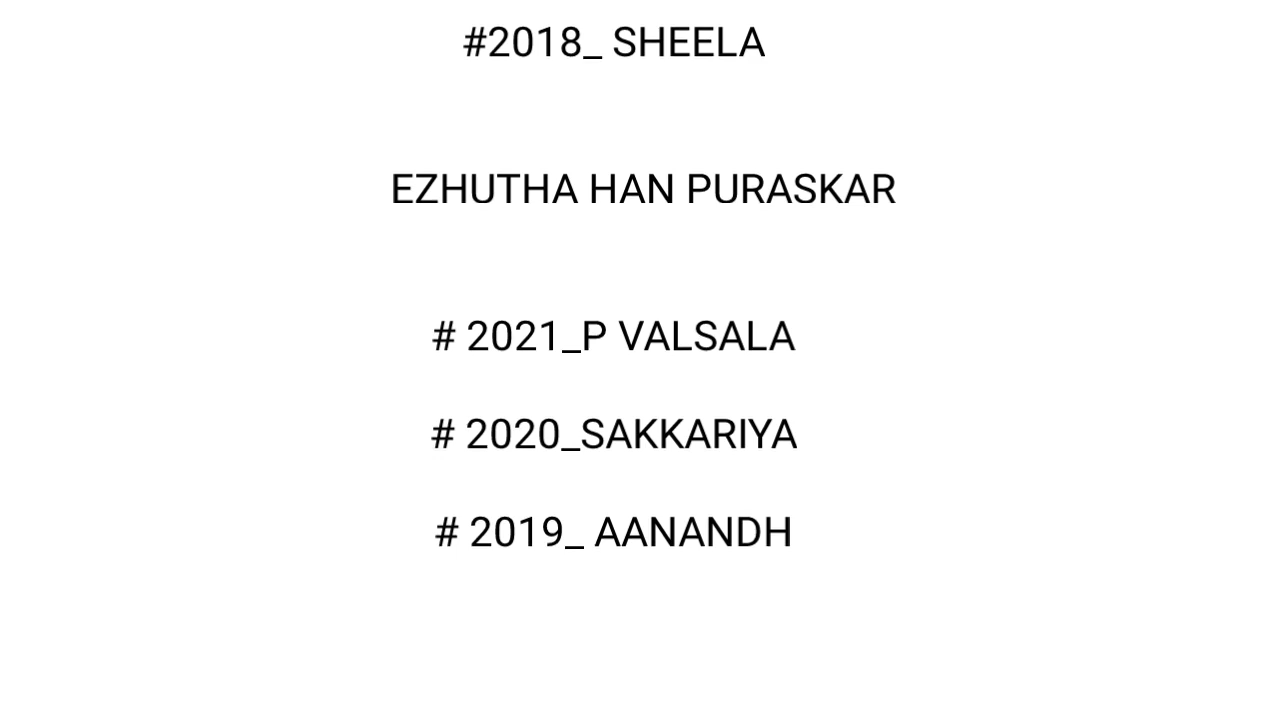 #2018_ SHEELA
EZHUTHA HAN PURASKAR
# 2021_P VALSALA
# 2020_SAKKARIYA
# 2019_ AANANDH